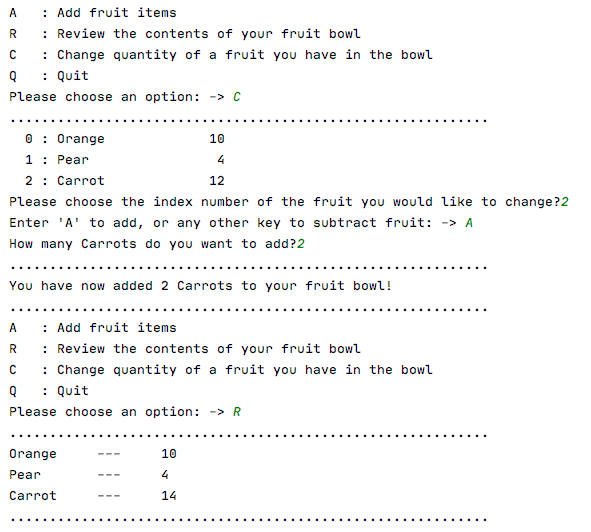 A   : Add fruit items
R   : Review the contents of your fruit bowl
C   : Change quantity of a fruit you have in the bowl
Q   : Quit
Please choose an option: -> C
............................................................
  0 : Orange             10
  1 : Pear                4
  2 : Carrot             12
Please choose the index number of the fruit you would like to change?2
Enter 'A' to add, or any other key to subtract fruit: -> A
How many Carrots do you want to add?2
............................................................
You have now added 2 Carrots to your fruit bowl!
............................................................
A   : Add fruit items
R   : Review the contents of your fruit bowl
C   : Change quantity of a fruit you have in the bowl
Q   : Quit
Please choose an option: -> R
............................................................
Orange     ---     10
Pear       ---     4
Carrot     ---     14
............................................................